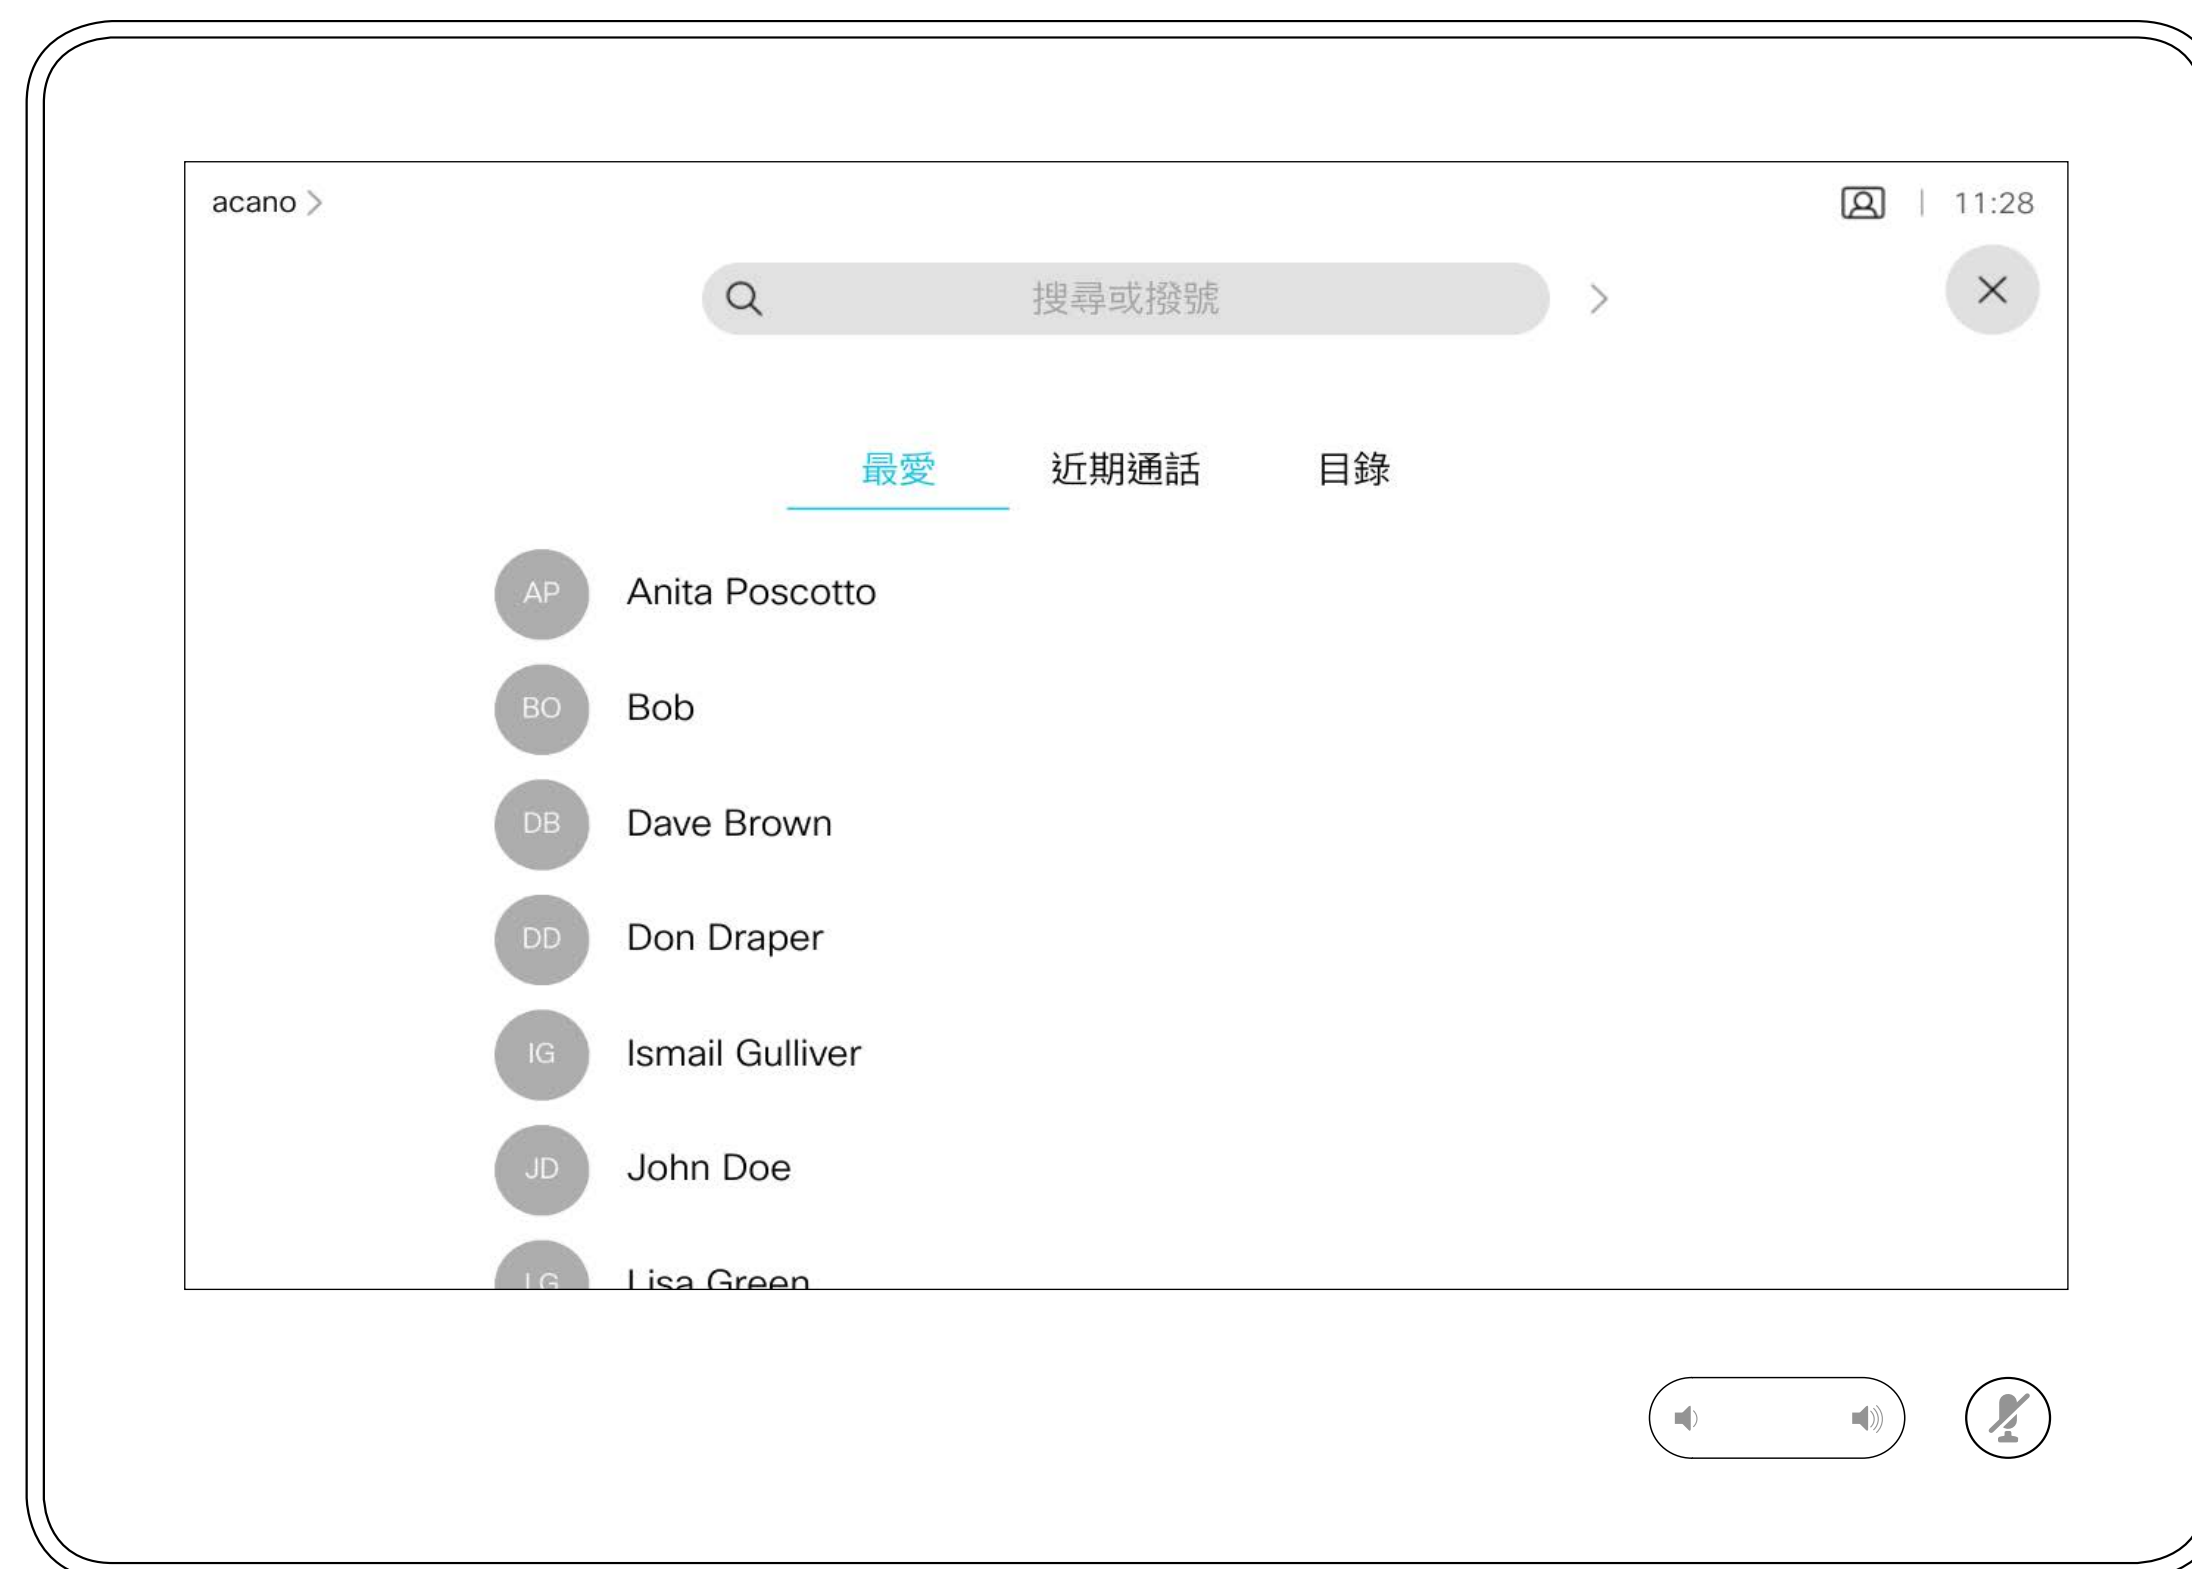 acano
11:28
搜尋或撥號
最愛 近期通話 目錄
AP Anita Poscotto
BO Bob
DB Dave Brown
DD Don Draper
IG Ismail Gulliver
JD John Doe
LG Lisa Green